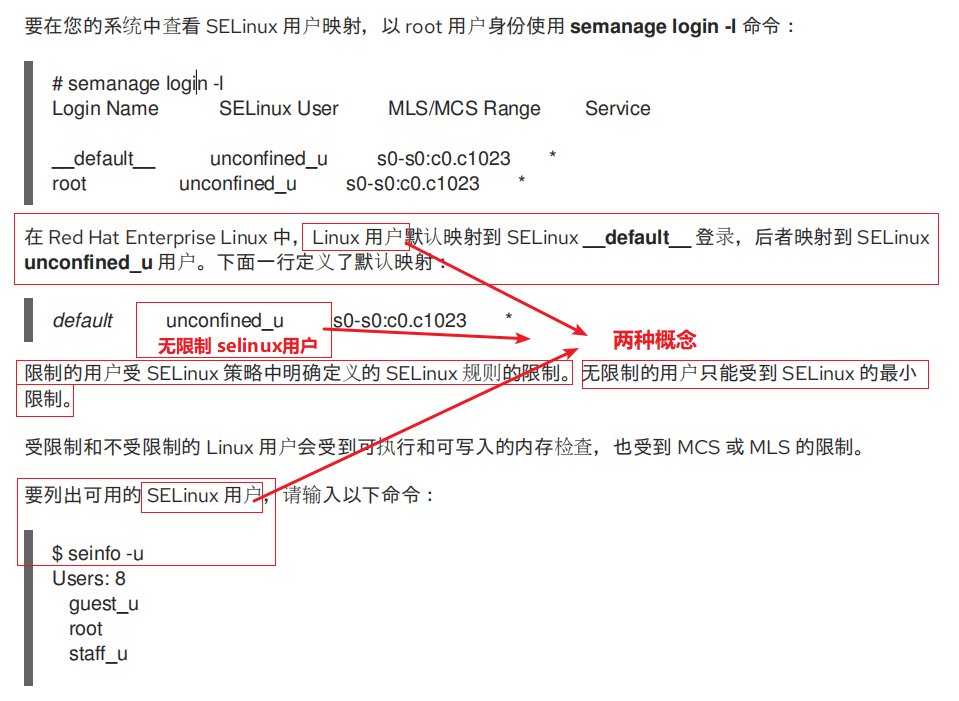 要在您的系统中查看 SELinux 用户映射，以 root 用户身份使用 semanage login -l 命令：
# semanage login -l
Login Name SELinux User MLS/MCS Range Service
__default__ unconfined_u s0-s0:c0.c1023 *
root unconfined_u s0-s0:c0.c1023 *
在 Red Hat Enterprise Linux 中，Linux 用户默认映射到 SELinux __default__ 登录，后者映射到 SELinux
unconfined_u 用户。下面一行定义了默认映射：
default unconfined_u s0-s0:c0.c1023 *
无限制 selinux用户
两种概念
限制的用户受 SELinux 策略中明确定义的 SELinux 规则的限制。无限制的用户只能受到 SELinux 的最小
限制。
受限制和不受限制的 Linux 用户会受到可执行和可写入的内存检查，也受到 MCS 或 MLS 的限制。
要列出可用的 SELinux 用户，请输入以下命令：
$ seinfo -u
Users: 8
guest_u
root
staff_u